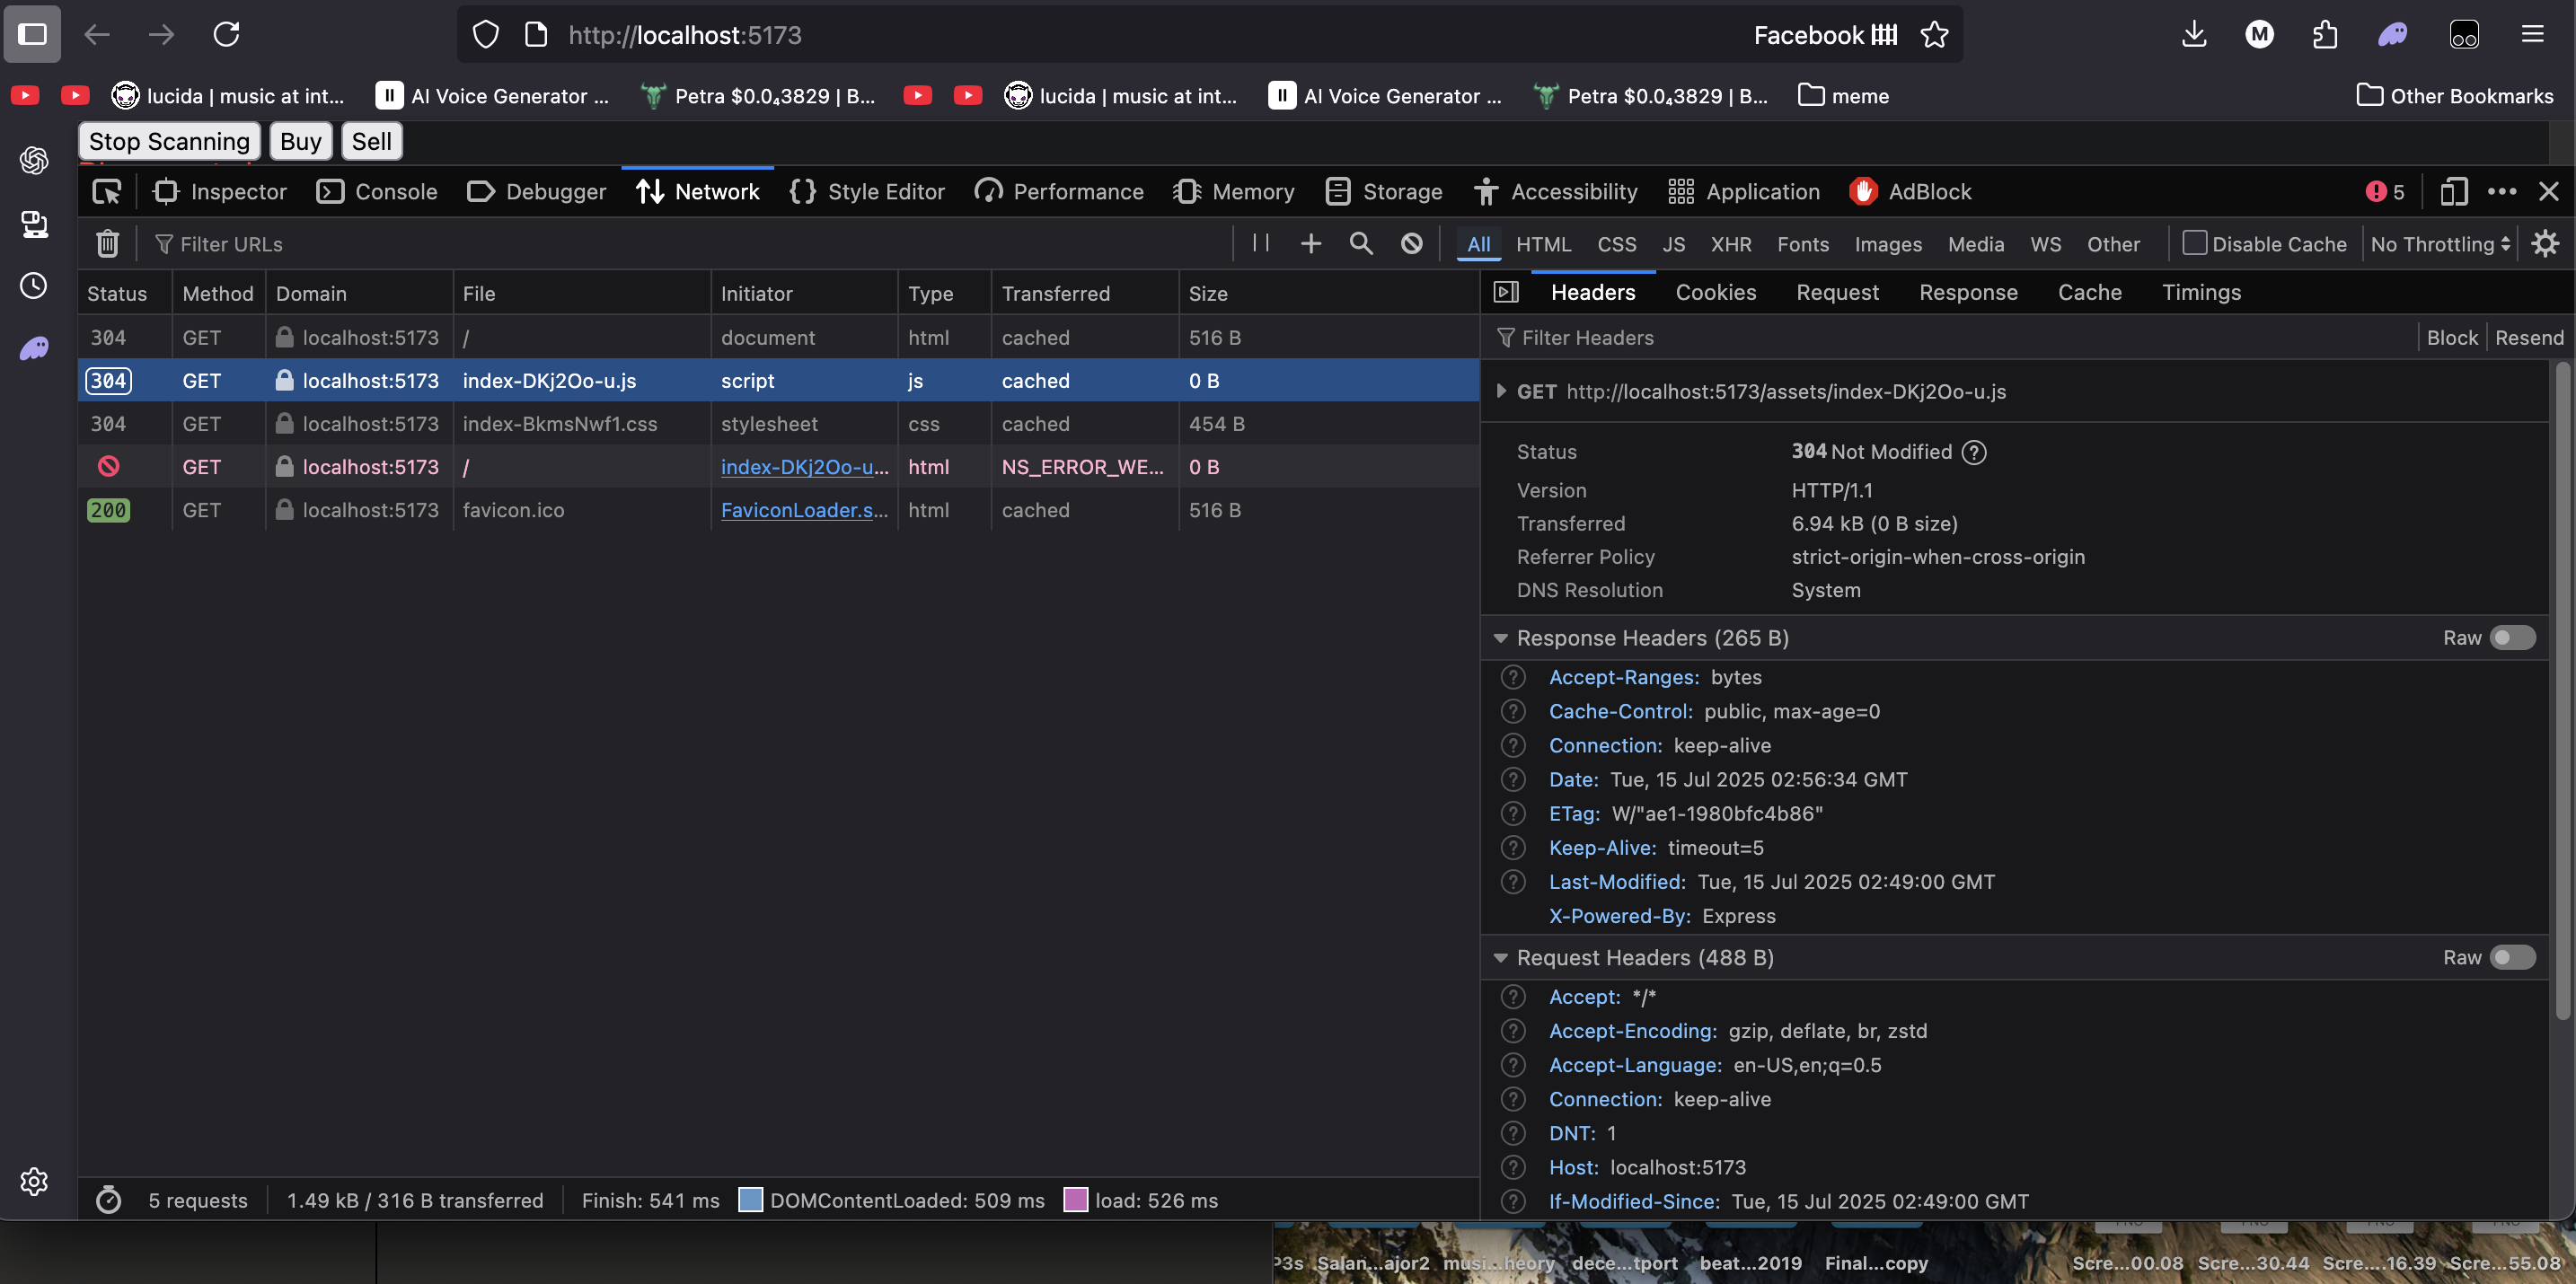 http://localhost:5173 Facebook
lucida | music at int... AI Voice Generator ... Petra $0.0₄3829 | B... lucida | music at int... AI Voice Generator ... Petra $0.0₄3829 | B... meme Other Bookmarks
Stop Scanning Buy Sell
Inspector Console Debugger Network Style Editor Performance Memory Storage Accessibility Application AdBlock 5
Filter URLs All HTML CSS JS XHR Fonts Images Media WS Other Disable Cache No Throttling
Status Method Domain File Initiator Type Transferred Size
304 GET localhost:5173 / document html cached 516 B
304 GET localhost:5173 index-DKj2Oo-u.js script js cached 0 B
304 GET localhost:5173 index-BkmsNwf1.css stylesheet css cached 454 B
GET localhost:5173 / index-DKj2Oo-u... html NS_ERROR_WE... 0 B
200 GET localhost:5173 favicon.ico FaviconLoader.s... html cached 516 B
5 requests 1.49 kB / 316 B transferred Finish: 541 ms DOMContentLoaded: 509 ms load: 526 ms
Headers Cookies Request Response Cache Timings
Filter Headers Block Resend
GET http://localhost:5173/assets/index-DKj2Oo-u.js
Status 304 Not Modified
Version HTTP/1.1
Transferred 6.94 kB (0 B size)
Referrer Policy strict-origin-when-cross-origin
DNS Resolution System
Response Headers (265 B) Raw
Accept-Ranges: bytes
Cache-Control: public, max-age=0
Connection: keep-alive
Date: Tue, 15 Jul 2025 02:56:34 GMT
ETag: W/"ae1-1980bfc4b86"
Keep-Alive: timeout=5
Last-Modified: Tue, 15 Jul 2025 02:49:00 GMT
X-Powered-By: Express
Request Headers (488 B) Raw
Accept: */*
Accept-Encoding: gzip, deflate, br, zstd
Accept-Language: en-US,en;q=0.5
Connection: keep-alive
DNT: 1
Host: localhost:5173
If-Modified-Since: Tue, 15 Jul 2025 02:49:00 GMT
P3s Salan...ajor2 musi...heory dece...tport beat...2019 Final...copy Scre...00.08 Scre...30.44 Scre....16.39 Scre...55.08